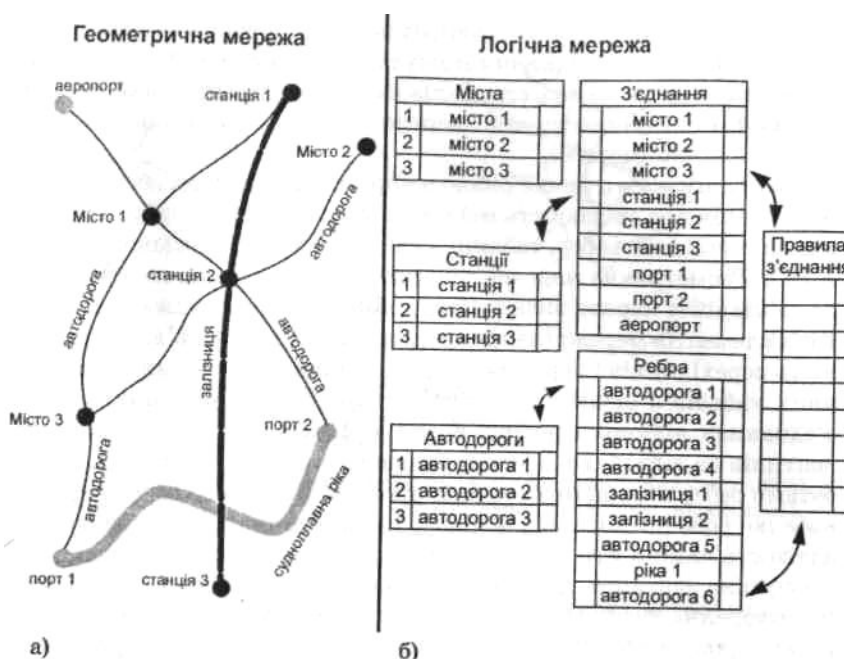 Геометрична мережа
аеропорт
станція 1
Місто 2
Місто 1
автодорога
станція 2
автодорога
залізниця
автодорога
Місто 3
порт 2
автодорога
судноплавна ріка
порт 1
станція 3
а)
Логічна мережа
Міста
1 місто 1
2 місто 2
3 місто 3
З'єднання
місто 1
місто 2
місто 3
станція 1
станція 2
станція 3
порт 1
порт 2
аеропорт
Станції
1 станція 1
2 станція 2
3 станція 3
Правила
з'єднання
Ребра
автодорога 1
автодорога 2
автодорога 3
автодорога 4
залізниця 1
залізниця 2
автодорога 5
ріка 1
автодорога 6
Автодороги
1 автодорога 1
2 автодорога 2
3 автодорога 3
б)